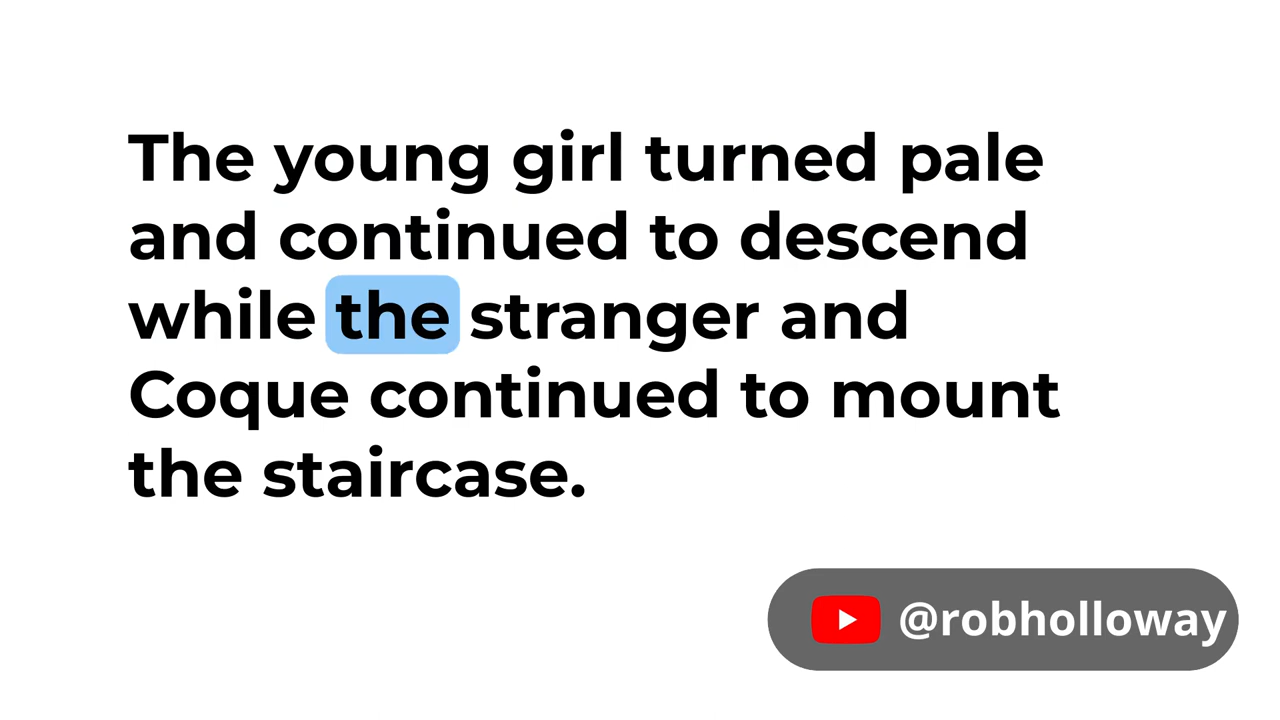 The young girl turned pale
and continued to descend
while the stranger and
Coque continued to mount
the staircase.
@robholloway